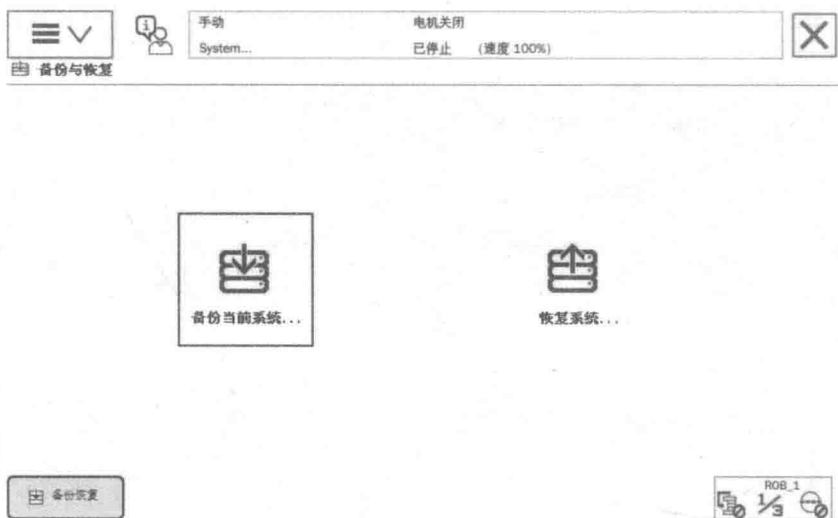 手动
电机关闭
System...
已停止 (速度 100%)
备份与恢复
备份当前系统...
恢复系统...
备份恢复
ROB_1
1/3